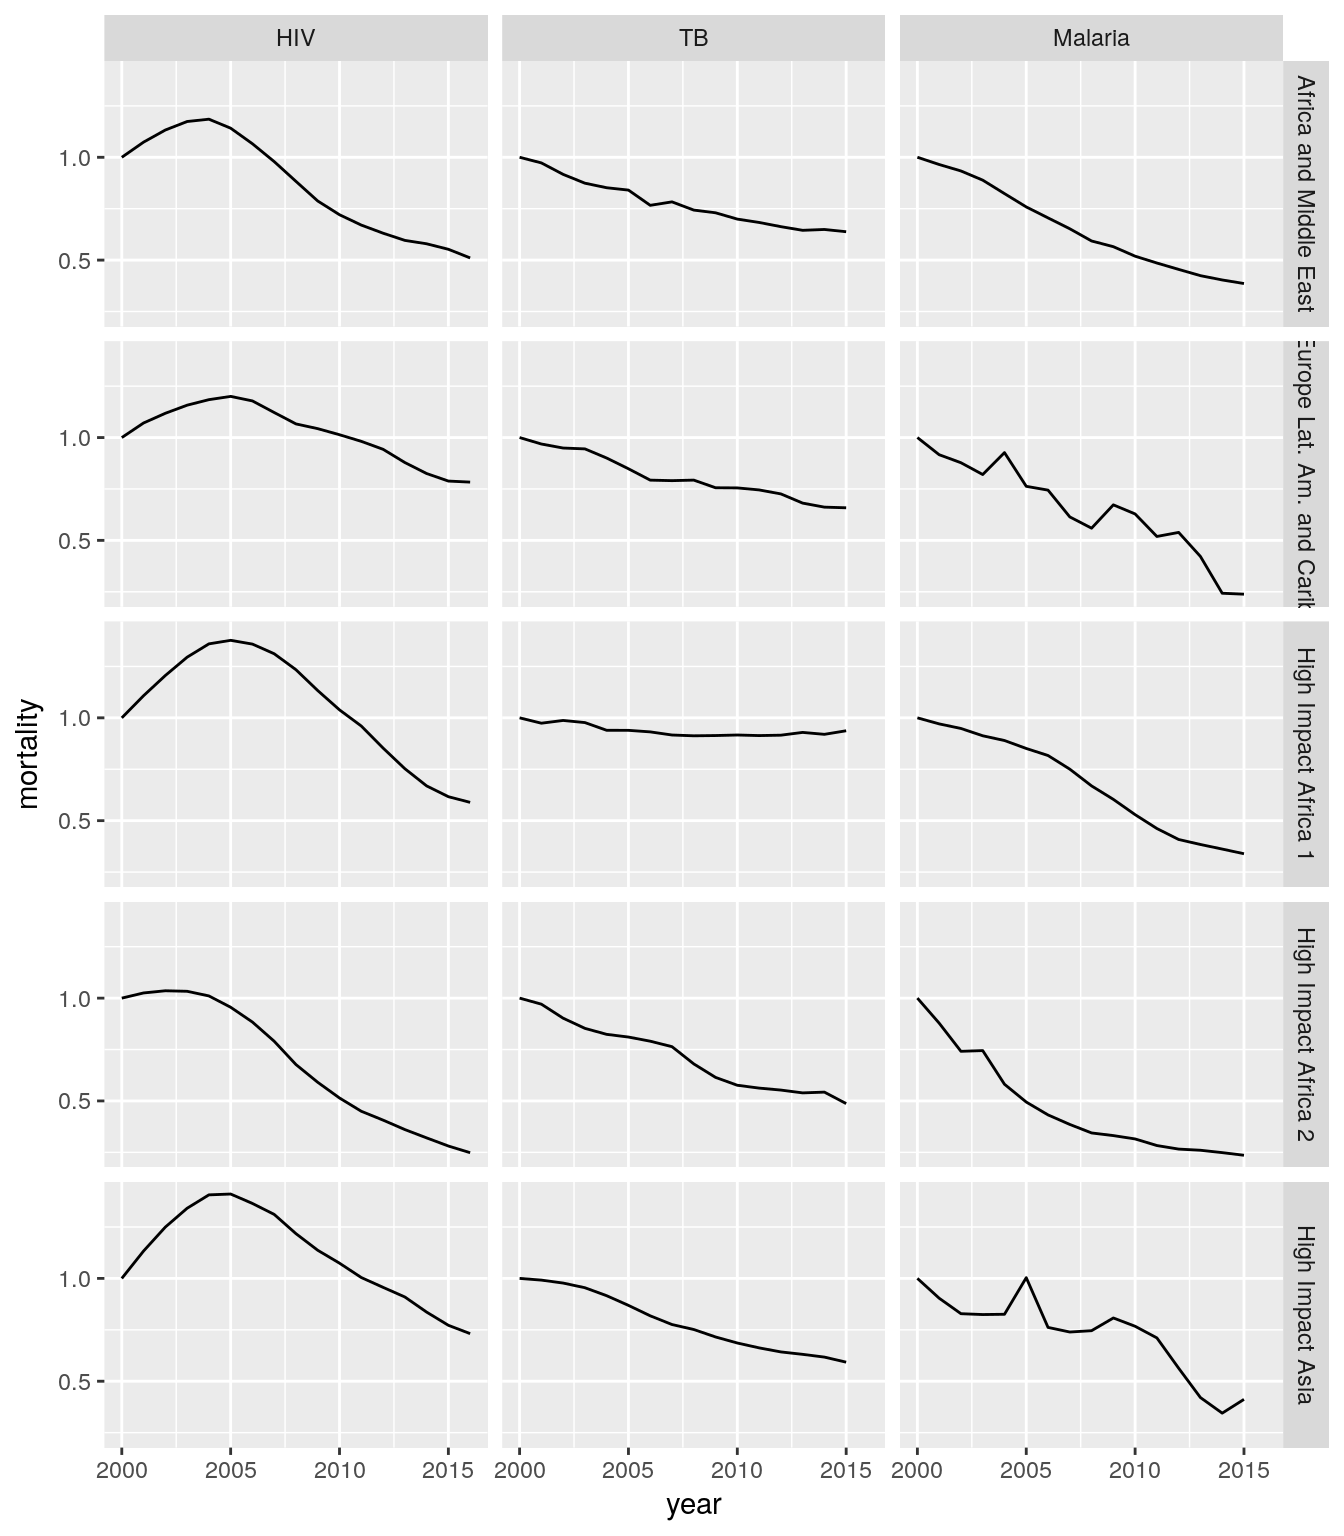 HIV
TB
Malaria
Africa and Middle East
1.0
0.5
Europe Lat. Am. and
1.0
0.5
High Impact Africa 1
1.0
0.5
High Impact Africa 2
1.0
0.5
High Impact Asia
1.0
0.5
mortality
2000 2005 2010 2015 2000 2005 2010 2015 2000 2005 2010 2015
year